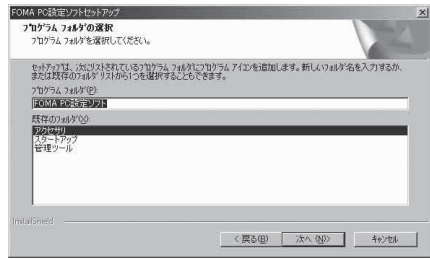 FOMA PC設定ソフトセットアップ
プログラム フォルダの選択
プログラム フォルダを選択してください。
セットアップは、次にリストされているプログラム フォルダにプログラム アイコンを追加します。新しいフォルダ名を入力するか、
または既存のフォルダ リストから1つを選択することもできます。
プログラム フォルダ(P):
FOMA PC設定ソフト
既存のフォルダ(X):
アクセサリ
スタートアップ
管理ツール
InstallShield
< 戻る(B)
次へ (N)>
キャンセル